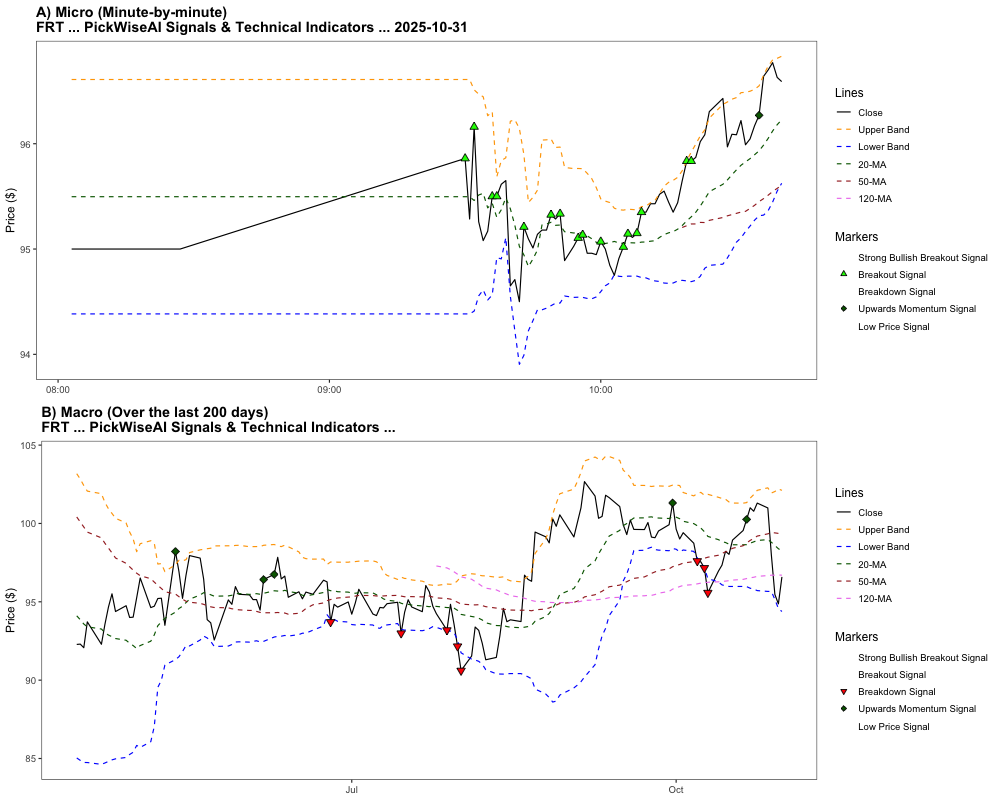 A) Micro (Minute-by-minute)
FRT ... PickWiseAI Signals & Technical Indicators ... 2025-10-31
Price ($)
96
95
94
08:00
09:00
10:00
Lines
Close
Upper Band
Lower Band
20-MA
50-MA
120-MA
Markers
Strong Bullish Breakout Signal
Breakout Signal
Breakdown Signal
Upwards Momentum Signal
Low Price Signal
B) Macro (Over the last 200 days)
FRT ... PickWiseAI Signals & Technical Indicators ...
Price ($)
105
100
95
90
85
Jul
Oct
Lines
Close
Upper Band
Lower Band
20-MA
50-MA
120-MA
Markers
Strong Bullish Breakout Signal
Breakout Signal
Breakdown Signal
Upwards Momentum Signal
Low Price Signal